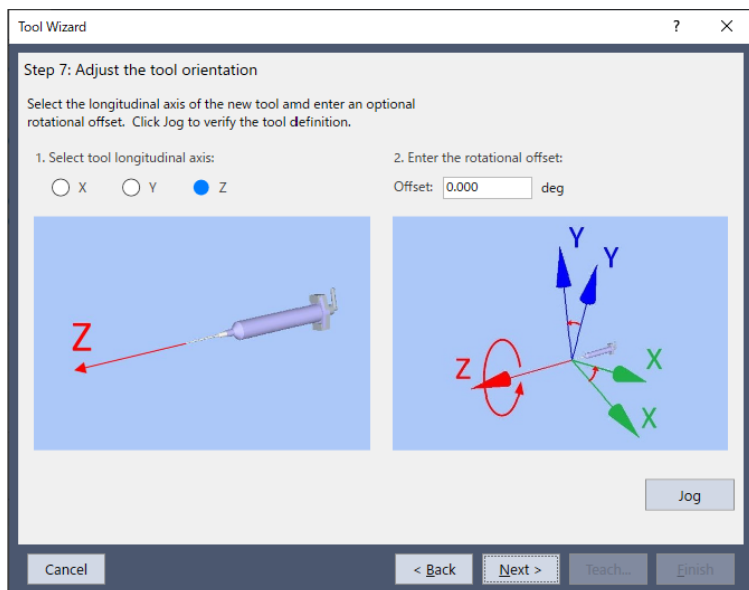 Tool Wizard
?
Step 7: Adjust the tool orientation
Select the longitudinal axis of the new tool amd enter an optional
rotational offset. Click Jog to verify the tool definition.
1. Select tool longitudinal axis:
X Y Z
2. Enter the rotational offset:
Offset: 0.000 deg
Z
Y
Y
Z
X
X
Jog
Cancel
< Back
Next >
Teach...
Finish